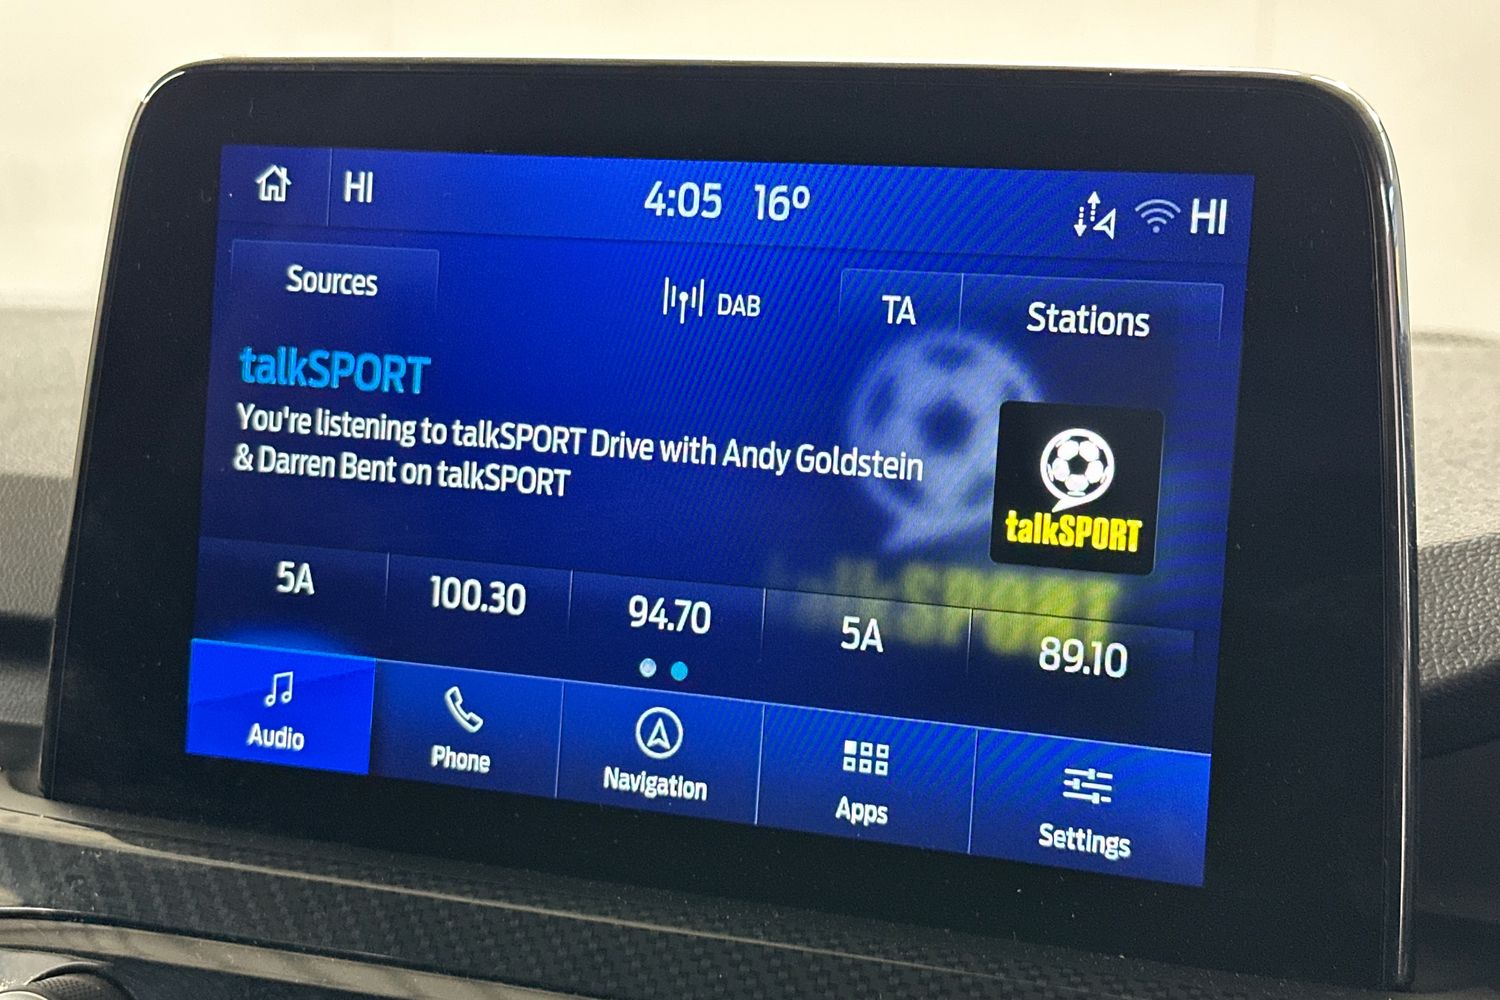 HI
4:05 16°
HI
Sources
DAB
TA
Stations
talkSPORT
You're listening to talkSPORT Drive with Andy Goldstein
& Darren Bent on talkSPORT
talkSPORT
talkSPORT
5A
100.30
94.70
5A
89.10
Audio
Phone
Navigation
Apps
Settings